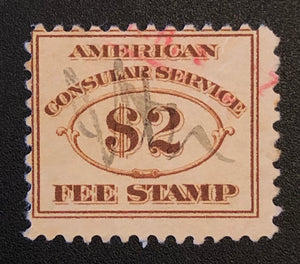 AMERICAN
CONSULAR SERVICE
$2
FEE STAMP